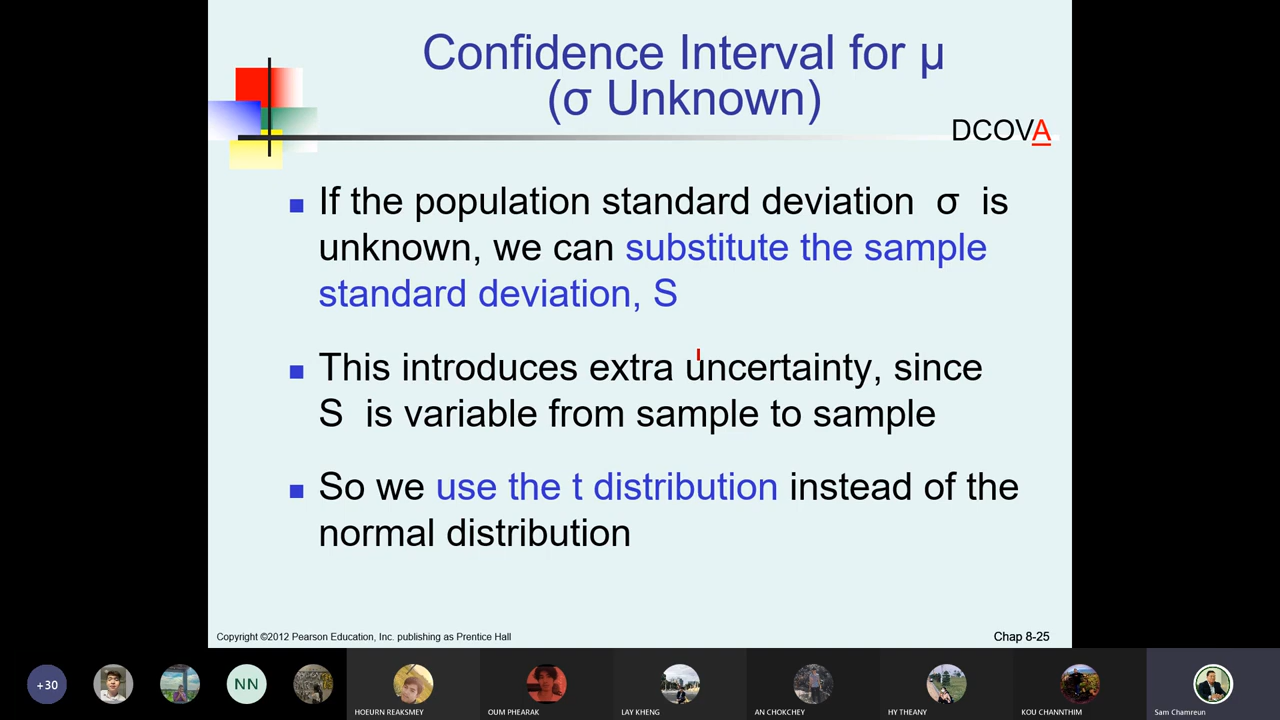 Confidence Interval for μ
(σ Unknown)
DCOVA
If the population standard deviation σ is
unknown, we can substitute the sample
standard deviation, S
This introduces extra uncertainty, since
S is variable from sample to sample
So we use the t distribution instead of the
normal distribution
Copyright ©2012 Pearson Education, Inc. publishing as Prentice Hall
Chap 8-25
+30
NN
HOEURN REAKSMEY
OUM PHEARAK
LAY KHENG
AN CHOKCHEY
HY THEANY
KOU CHANNTHIM
Sam Chamreun